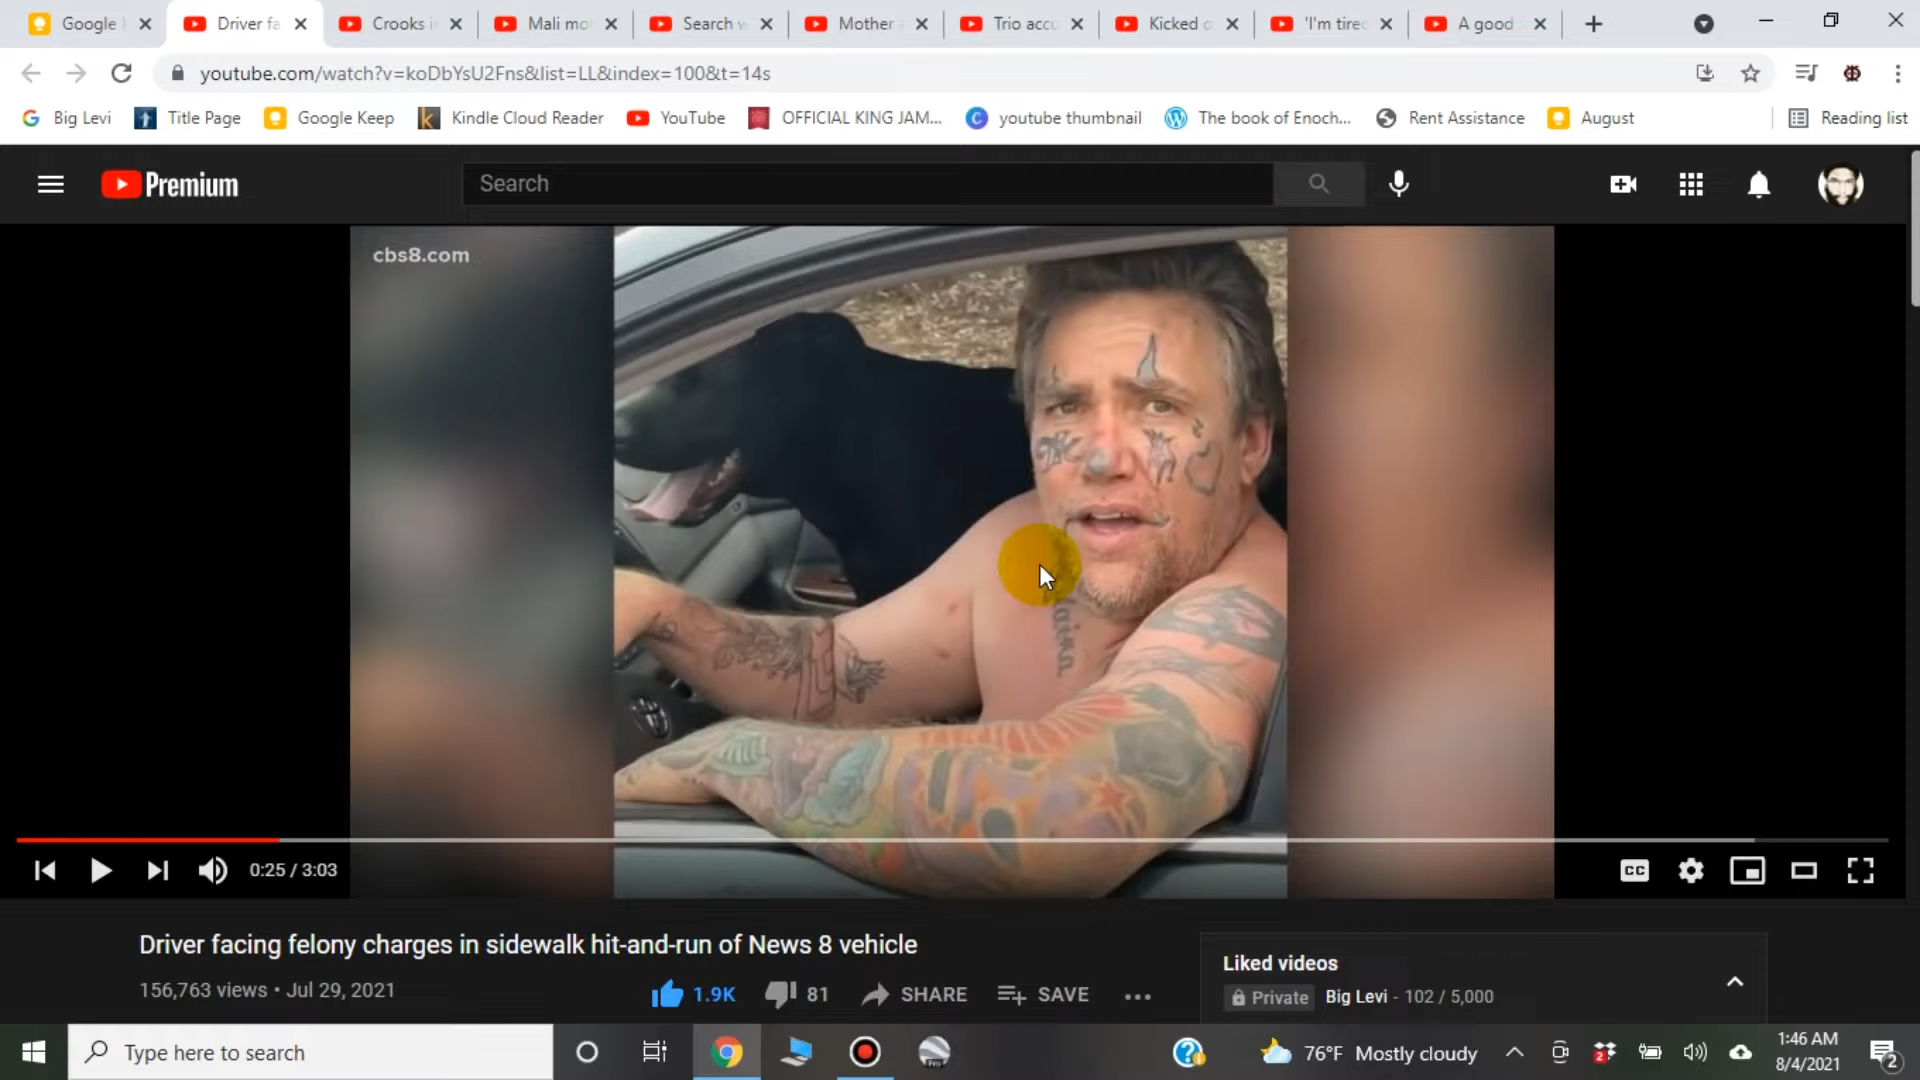 Google
Driver fa
Crooks i
Mali mo
Search w
Mother
Trio accu
Kicked o
'I'm tired
A good
youtube.com/watch?v=koDbYsU2Fns&list=LL&index=100&t=14s
Big Levi
Title Page
Google Keep
Kindle Cloud Reader
YouTube
OFFICIAL KING JAM...
youtube thumbnail
The book of Enoch...
Rent Assistance
August
Reading list
Premium
Search
cbs8.com
0:25 / 3:03
CC
Driver facing felony charges in sidewalk hit-and-run of News 8 vehicle
156,763 views • Jul 29, 2021
1.9K
81
SHARE
SAVE
Liked videos
Private
Big Levi - 102 / 5,000
Type here to search
76°F Mostly cloudy
2
1:46 AM
8/4/2021
2